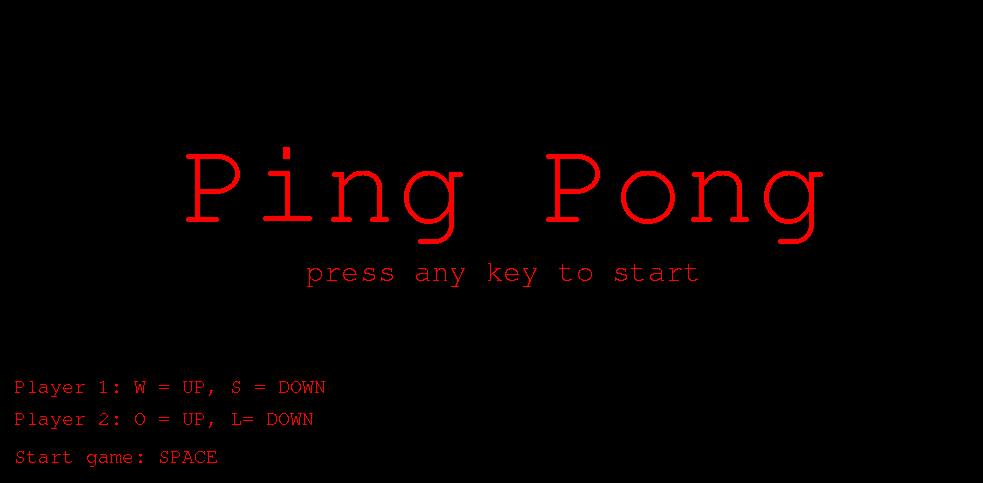 Ping Pong
press any key to start
Player 1: W = UP, S = DOWN
Player 2: O = UP, L= DOWN
Start game: SPACE